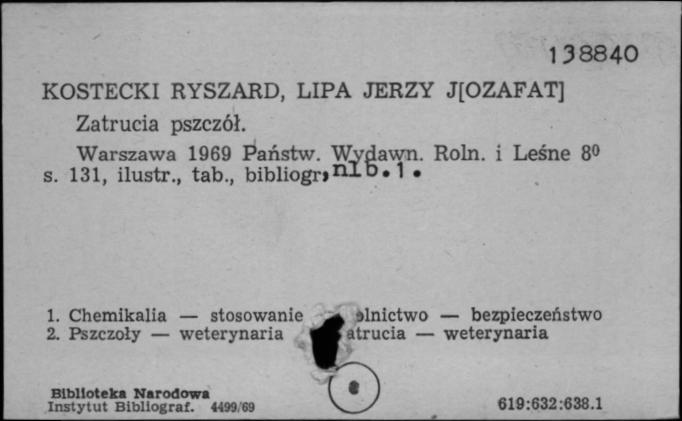 138840
KOSTECKI RYSZARD, LIPA JERZY J[OZAFAT]
Zatrucia pszczół.
Warszawa 1969 Państw. Wydawn. Roln. i Leśne 8⁰
s. 131, ilustr., tab., bibliogr, nlb.1.
1. Chemikalia — stosowanie olnictwo — bezpieczeństwo
2. Pszczoły — weterynaria atrucia — weterynaria
Biblioteka Narodowa
Instytut Bibliograf. 4499/69
619:632:638.1